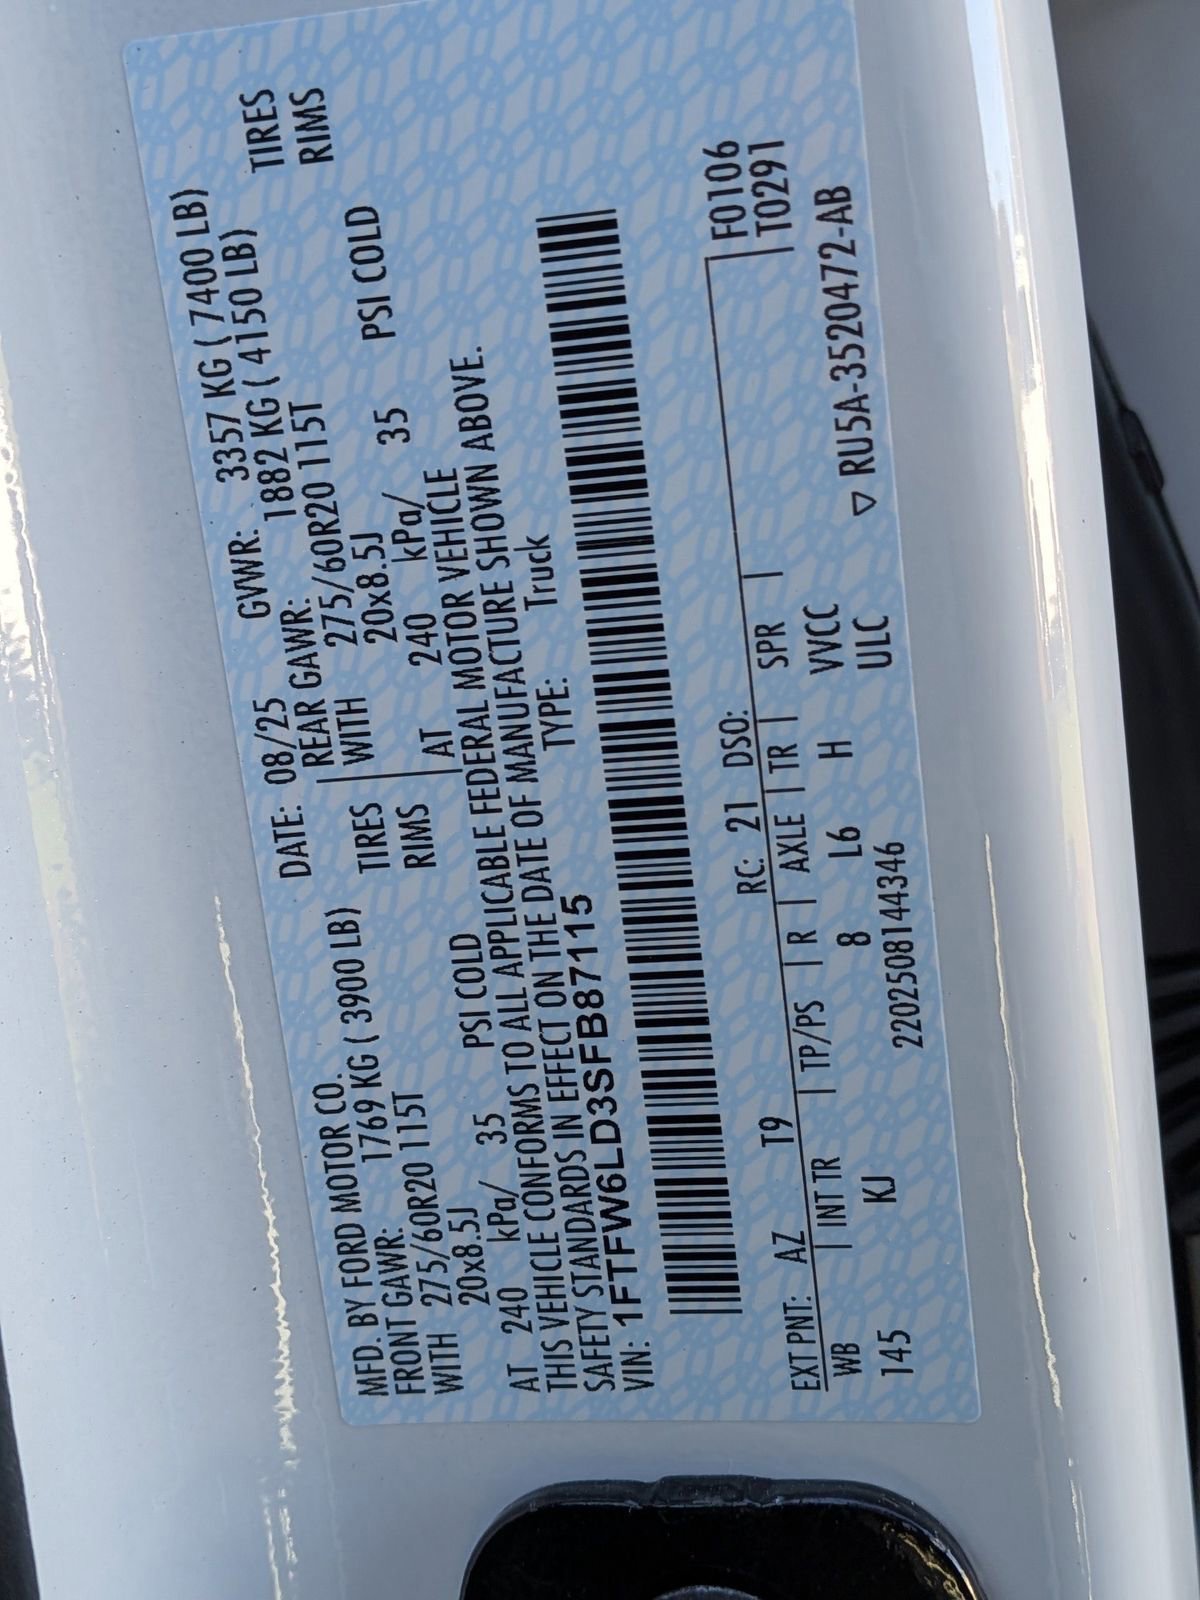 MFD. BY FORD MOTOR CO. DATE: 08/25 GVWR: 3357 KG ( 7400 LB)
FRONT GAWR: 1769 KG ( 3900 LB) REAR GAWR: 1882 KG ( 4150 LB)
WITH 275/60R20 115T TIRES WITH 275/60R20 115T TIRES
20x8.5J RIMS 20x8.5J RIMS
AT 240 kPa/ 35 PSI COLD AT 240 kPa/ 35 PSI COLD
THIS VEHICLE CONFORMS TO ALL APPLICABLE FEDERAL MOTOR VEHICLE
SAFETY STANDARDS IN EFFECT ON THE DATE OF MANUFACTURE SHOWN ABOVE.
VIN: 1FTFW6LD3SFB87115 TYPE: Truck
F0106
EXT PNT: AZ T9 RC: 21 DSO: T0291
WB INT TR TP/PS R AXLE TR SPR
145 KJ 8 L6 H VVCC
2202508144346 ULC ▽ RU5A-3520472-AB